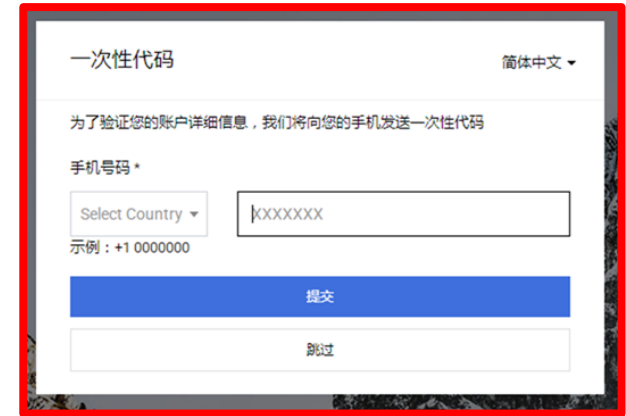 一次性代码
简体中文
为了验证您的账户详细信息，我们将向您的手机发送一次性代码
手机号码 *
Select Country
XXXXXXX
示例：+1 0000000
提交
跳过